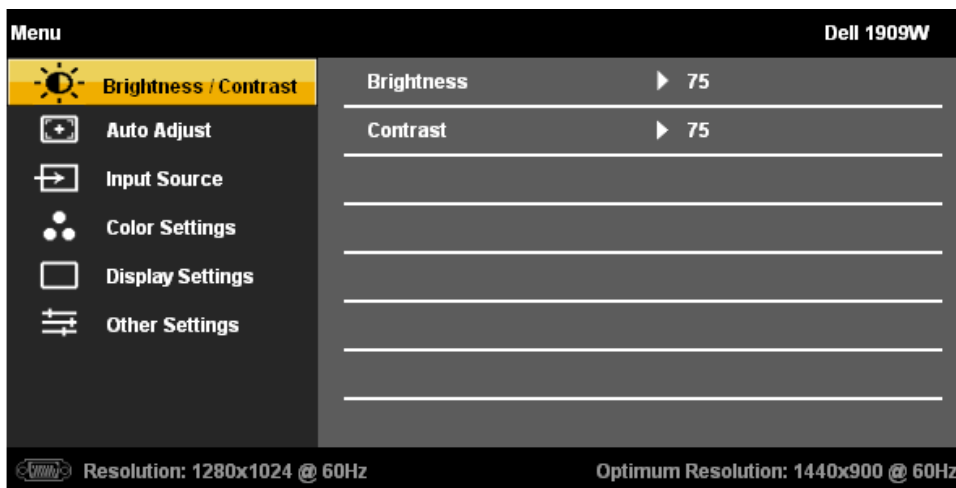 Menu Dell 1909W
Brightness / Contrast Brightness 75
Auto Adjust Contrast 75
Input Source
Color Settings
Display Settings
Other Settings
Resolution: 1280x1024 @ 60Hz Optimum Resolution: 1440x900 @ 60Hz